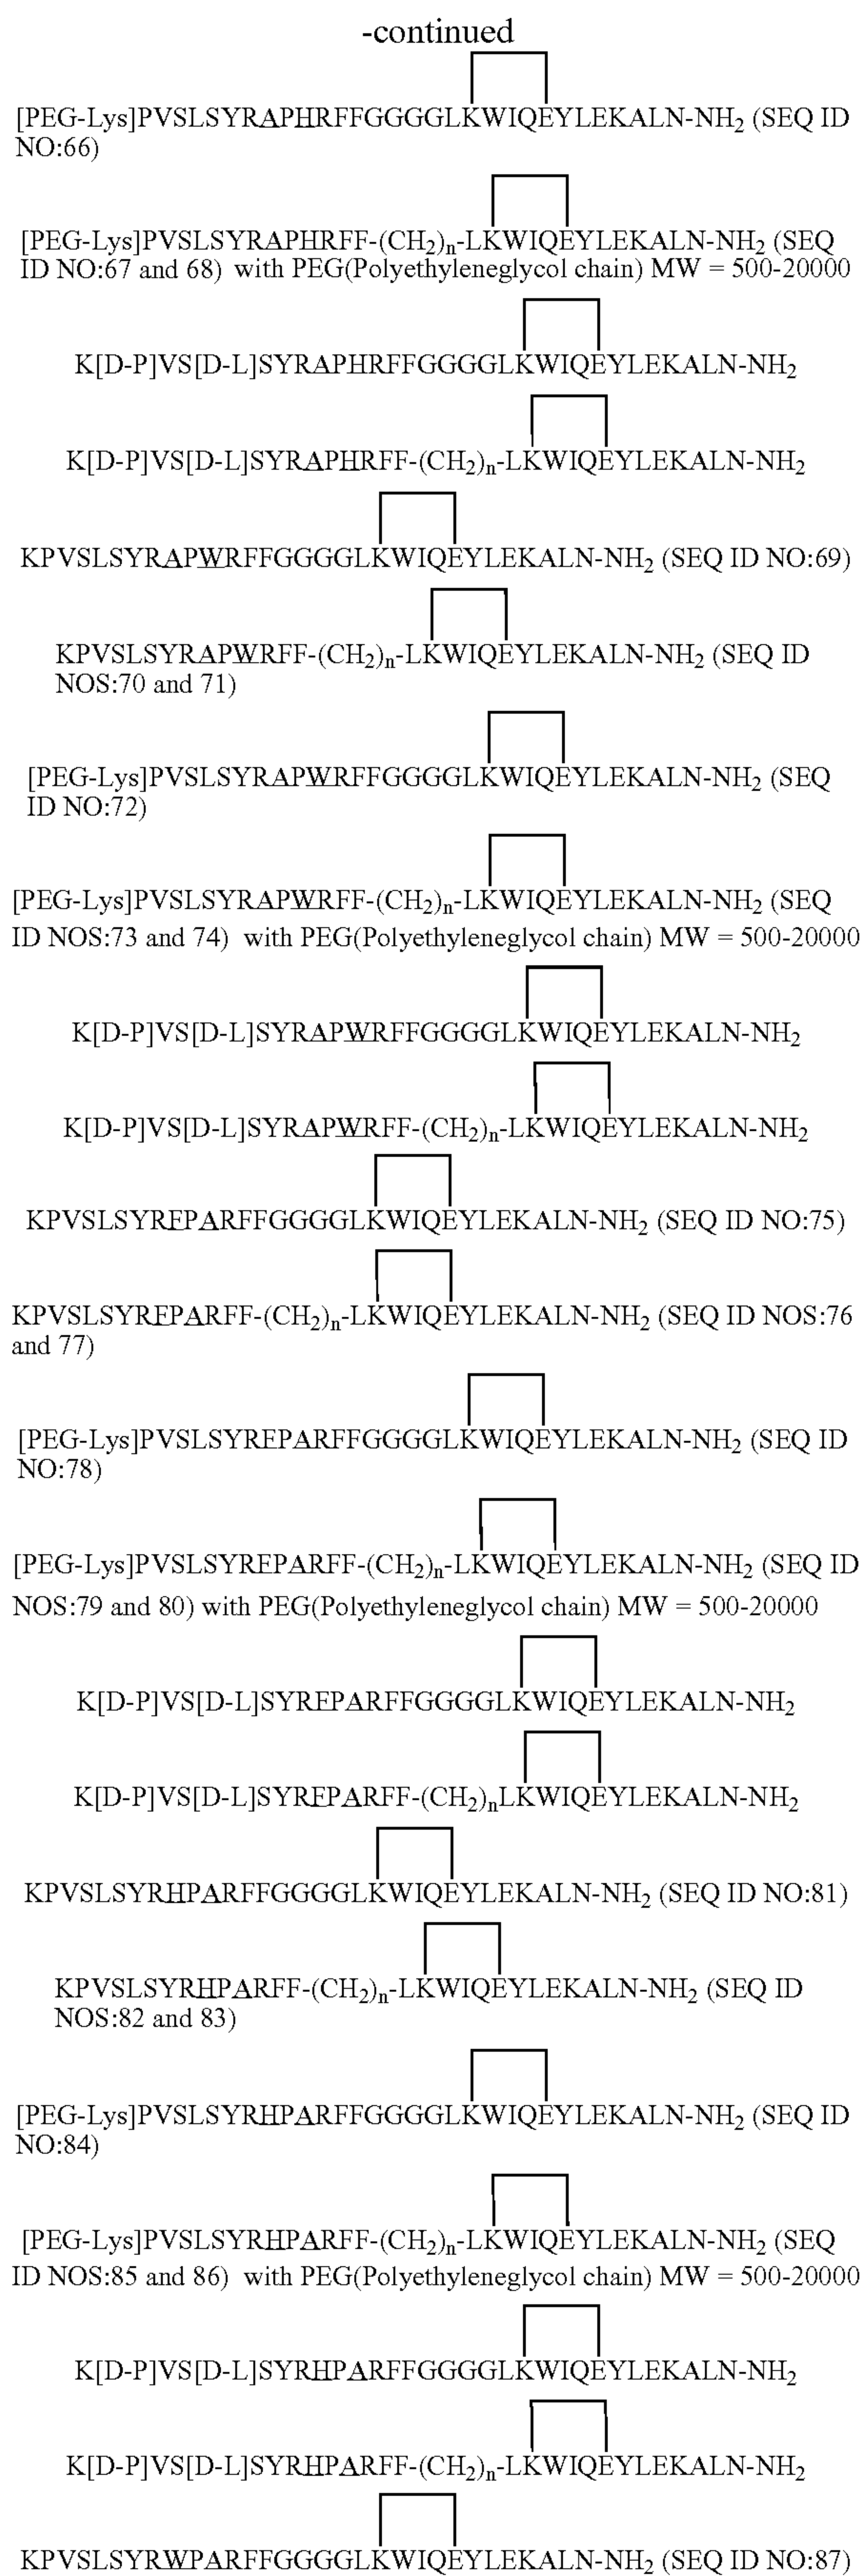 -continued
[PEG-Lys]PVSLSYRAPHRFFGGGGLKWIQEYLEKALN-NH2 (SEQ ID
NO:66)
[PEG-Lys]PVSLSYRAPHRFF-(CH2)n-LKWIQEYLEKALN-NH2 (SEQ
ID NO:67 and 68) with PEG(Polyethyleneglycol chain) MW = 500-20000
K[D-P]VS[D-L]SYRAPHRFFGGGGLKWIQEYLEKALN-NH2
K[D-P]VS[D-L]SYRAPHRFF-(CH2)n-LKWIQEYLEKALN-NH2
KPVSLSYRAPWRFFGGGGLKWIQEYLEKALN-NH2 (SEQ ID NO:69)
KPVSLSYRAPWRFF-(CH2)n-LKWIQEYLEKALN-NH2 (SEQ ID
NOS:70 and 71)
[PEG-Lys]PVSLSYRAPWRFFGGGGLKWIQEYLEKALN-NH2 (SEQ
ID NO:72)
[PEG-Lys]PVSLSYRAPWRFF-(CH2)n-LKWIQEYLEKALN-NH2 (SEQ
ID NOS:73 and 74) with PEG(Polyethyleneglycol chain) MW = 500-20000
K[D-P]VS[D-L]SYRAPWRFFGGGGLKWIQEYLEKALN-NH2
K[D-P]VS[D-L]SYRAPWRFF-(CH2)n-LKWIQEYLEKALN-NH2
KPVSLSYREPARFFGGGGLKWIQEYLEKALN-NH2 (SEQ ID NO:75)
KPVSLSYREPARFF-(CH2)n-LKWIQEYLEKALN-NH2 (SEQ ID NOS:76
and 77)
[PEG-Lys]PVSLSYREPARFFGGGGLKWIQEYLEKALN-NH2 (SEQ ID
NO:78)
[PEG-Lys]PVSLSYREPARFF-(CH2)n-LKWIQEYLEKALN-NH2 (SEQ ID
NOS:79 and 80) with PEG(Polyethyleneglycol chain) MW = 500-20000
K[D-P]VS[D-L]SYREPARFFGGGGLKWIQEYLEKALN-NH2
K[D-P]VS[D-L]SYREPARFF-(CH2)nLKWIQEYLEKALN-NH2
KPVSLSYRHPARFFGGGGLKWIQEYLEKALN-NH2 (SEQ ID NO:81)
KPVSLSYRHPARFF-(CH2)n-LKWIQEYLEKALN-NH2 (SEQ ID
NOS:82 and 83)
[PEG-Lys]PVSLSYRHPARFFGGGGLKWIQEYLEKALN-NH2 (SEQ ID
NO:84)
[PEG-Lys]PVSLSYRHPARFF-(CH2)n-LKWIQEYLEKALN-NH2 (SEQ
ID NOS:85 and 86) with PEG(Polyethyleneglycol chain) MW = 500-20000
K[D-P]VS[D-L]SYRHPARFFGGGGLKWIQEYLEKALN-NH2
K[D-P]VS[D-L]SYRHPARFF-(CH2)n-LKWIQEYLEKALN-NH2
KPVSLSYRWPARFFGGGGLKWIQEYLEKALN-NH2 (SEQ ID NO:87)